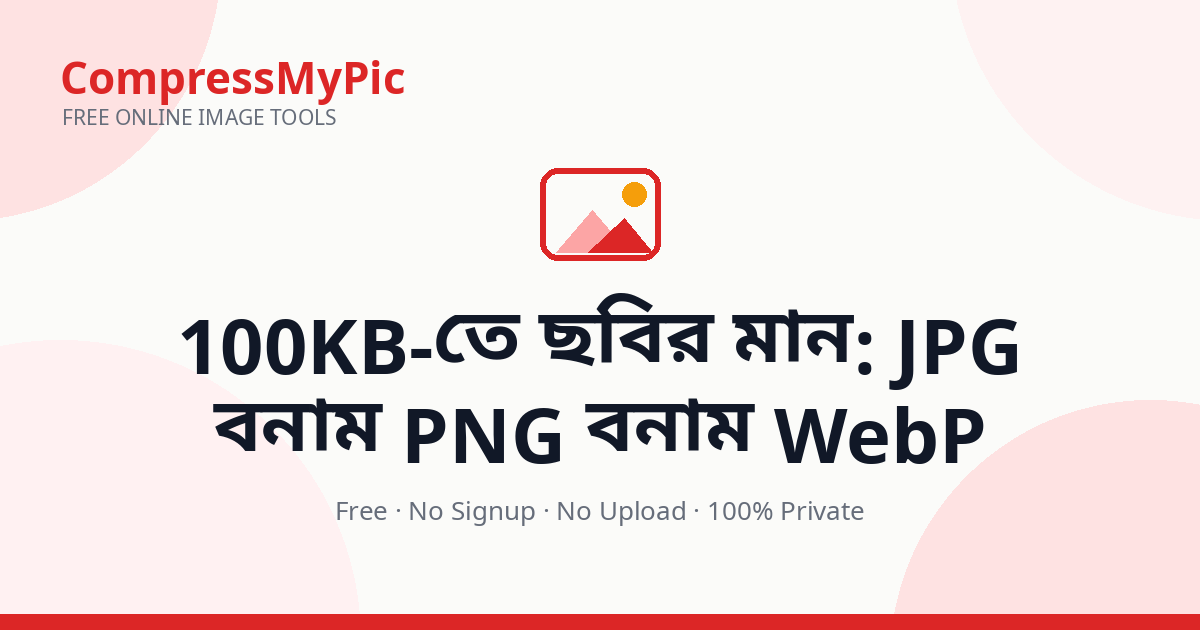 CompressMyPic
FREE ONLINE IMAGE TOOLS
100KB-তে ছবির মান: JPG
বনাম PNG বনাম WebP
Free · No Signup · No Upload · 100% Private